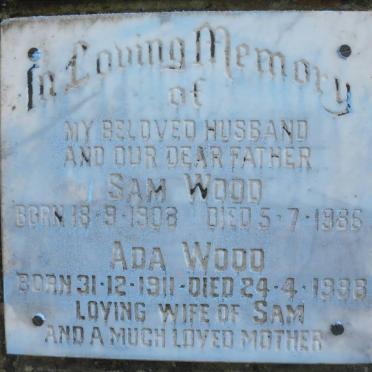 In Loving Memory
of
MY BELOVED HUSBAND
AND OUR DEAR FATHER
SAM WOOD
BORN 18-9-1908 DIED 5-7-1986
ADA WOOD
BORN 31-12-1911-DIED 24-4-1988
LOVING WIFE OF SAM
AND A MUCH LOVED MOTHER